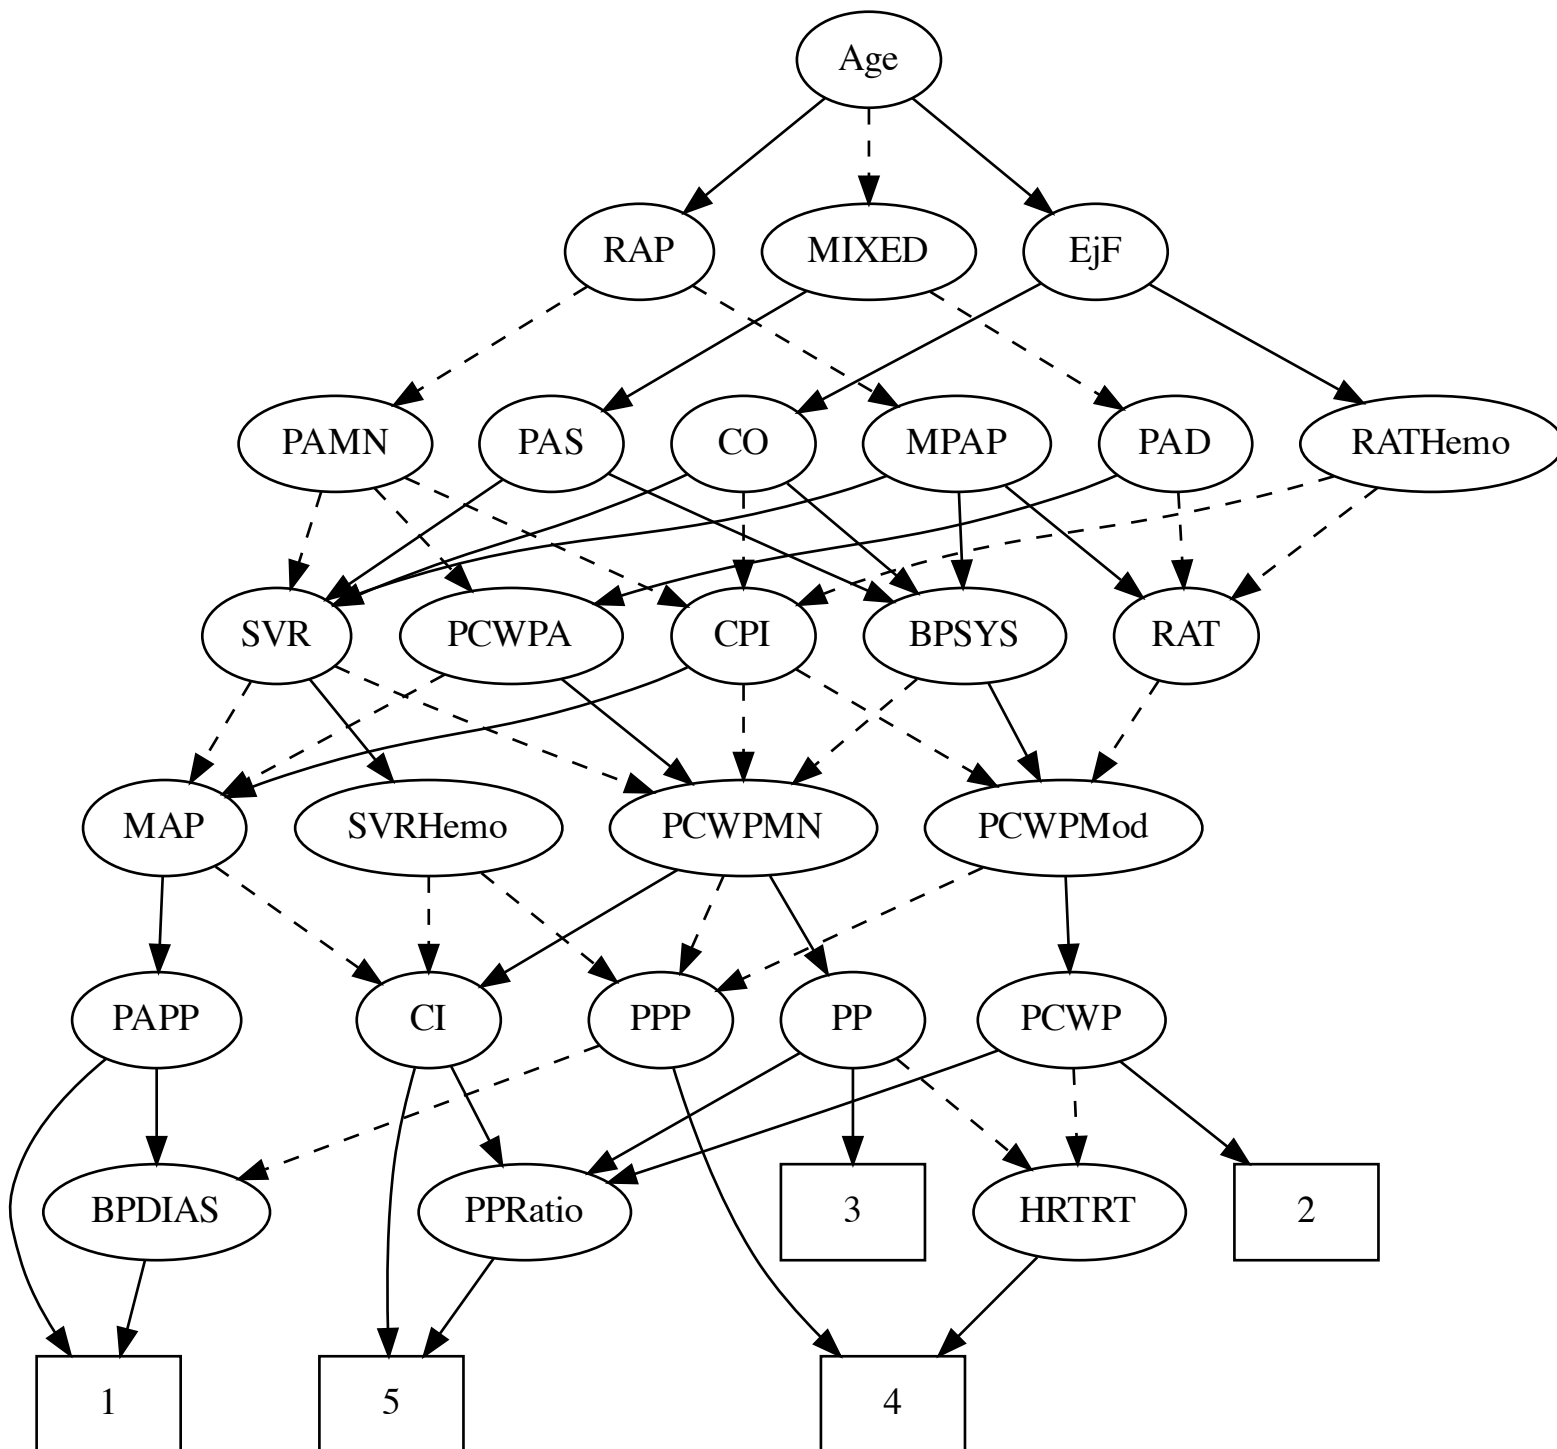 Age
RAP
MIXED
EjF
PAMN
PAS
CO
MPAP
PAD
RATHemo
SVR
PCWPA
CPI
BPSYS
RAT
MAP
SVRHemo
PCWPMN
PCWPMod
PAPP
CI
PPP
PP
PCWP
BPDIAS
PPRatio
3
HRTRT
2
1
5
4